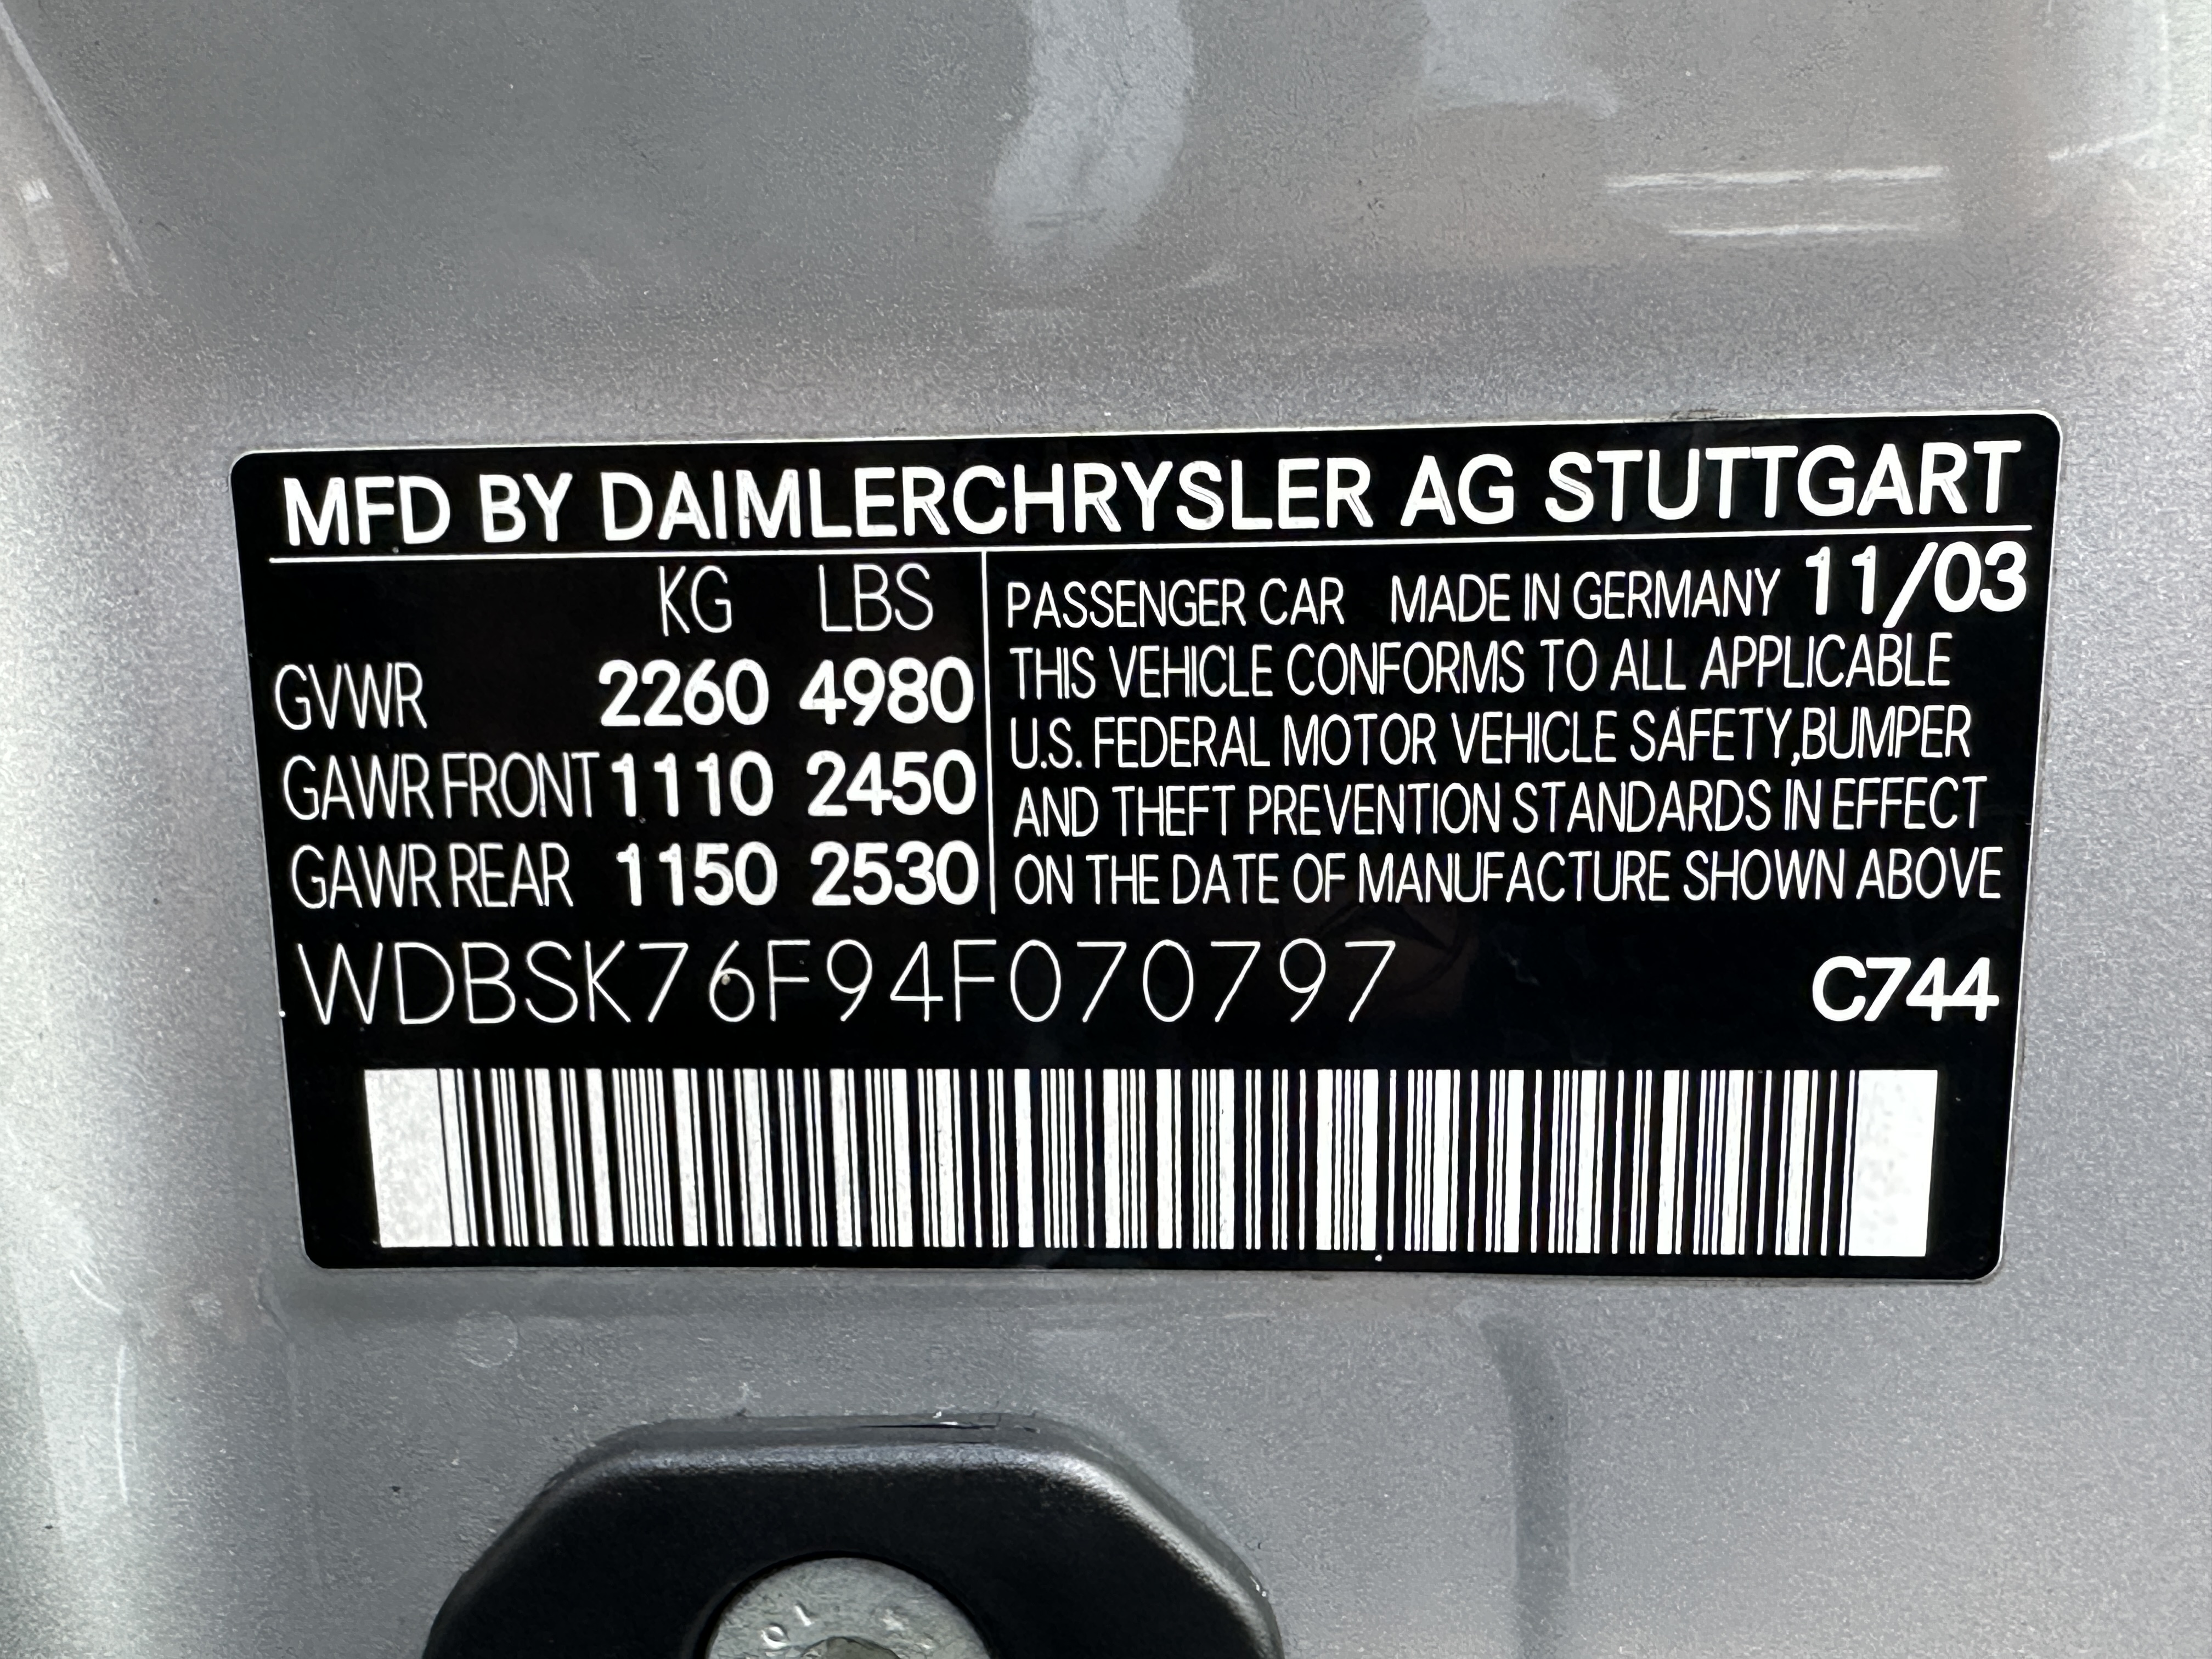 MFD BY DAIMLERCHRYSLER AG STUTTGART
KG LBS
GVWR 2260 4980
GAWR FRONT 1110 2450
GAWR REAR 1150 2530
PASSENGER CAR MADE IN GERMANY 11/03
THIS VEHICLE CONFORMS TO ALL APPLICABLE
U.S. FEDERAL MOTOR VEHICLE SAFETY,BUMPER
AND THEFT PREVENTION STANDARDS IN EFFECT
ON THE DATE OF MANUFACTURE SHOWN ABOVE
WDBSK76F94F070797 C744